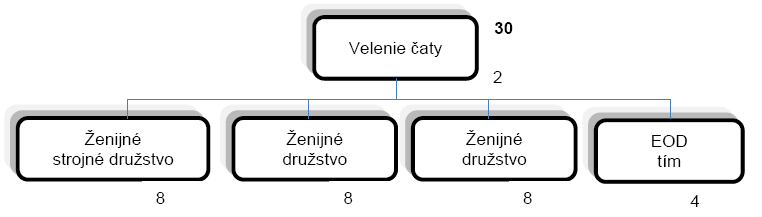 30
Velenie čaty
2
Ženijné
strojné družstvo
8
Ženijné
družstvo
8
Ženijné
družstvo
8
EOD
tím
4